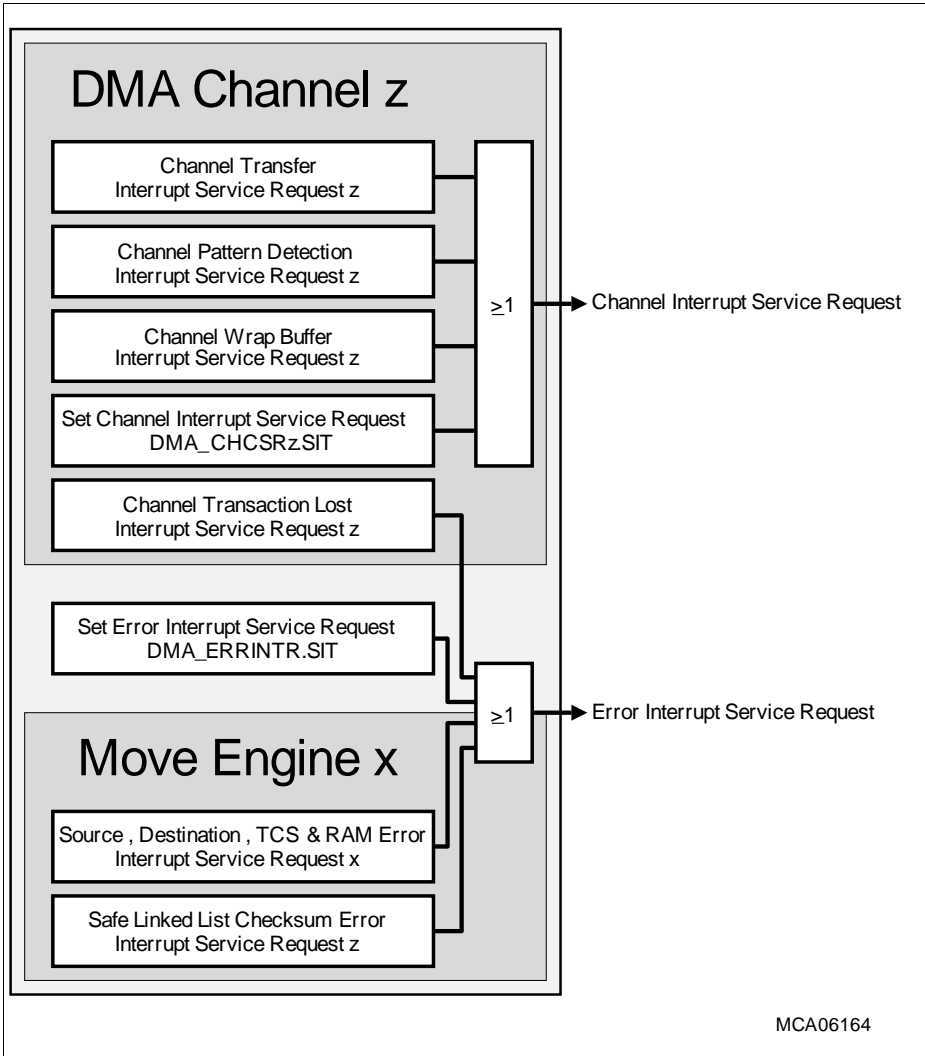 DMA Channel z
Channel Transfer
Interrupt Service Request z
Channel Pattern Detection
Interrupt Service Request z
Channel Wrap Buffer
Interrupt Service Request z
Set Channel Interrupt Service Request
DMA_CHCSRz.SIT
≥1
Channel Interrupt Service Request
Channel Transaction Lost
Interrupt Service Request z
Set Error Interrupt Service Request
DMA_ERRINTR.SIT
≥1
Error Interrupt Service Request
Move Engine x
Source , Destination , TCS & RAM Error
Interrupt Service Request x
Safe Linked List Checksum Error
Interrupt Service Request z
MCA06164